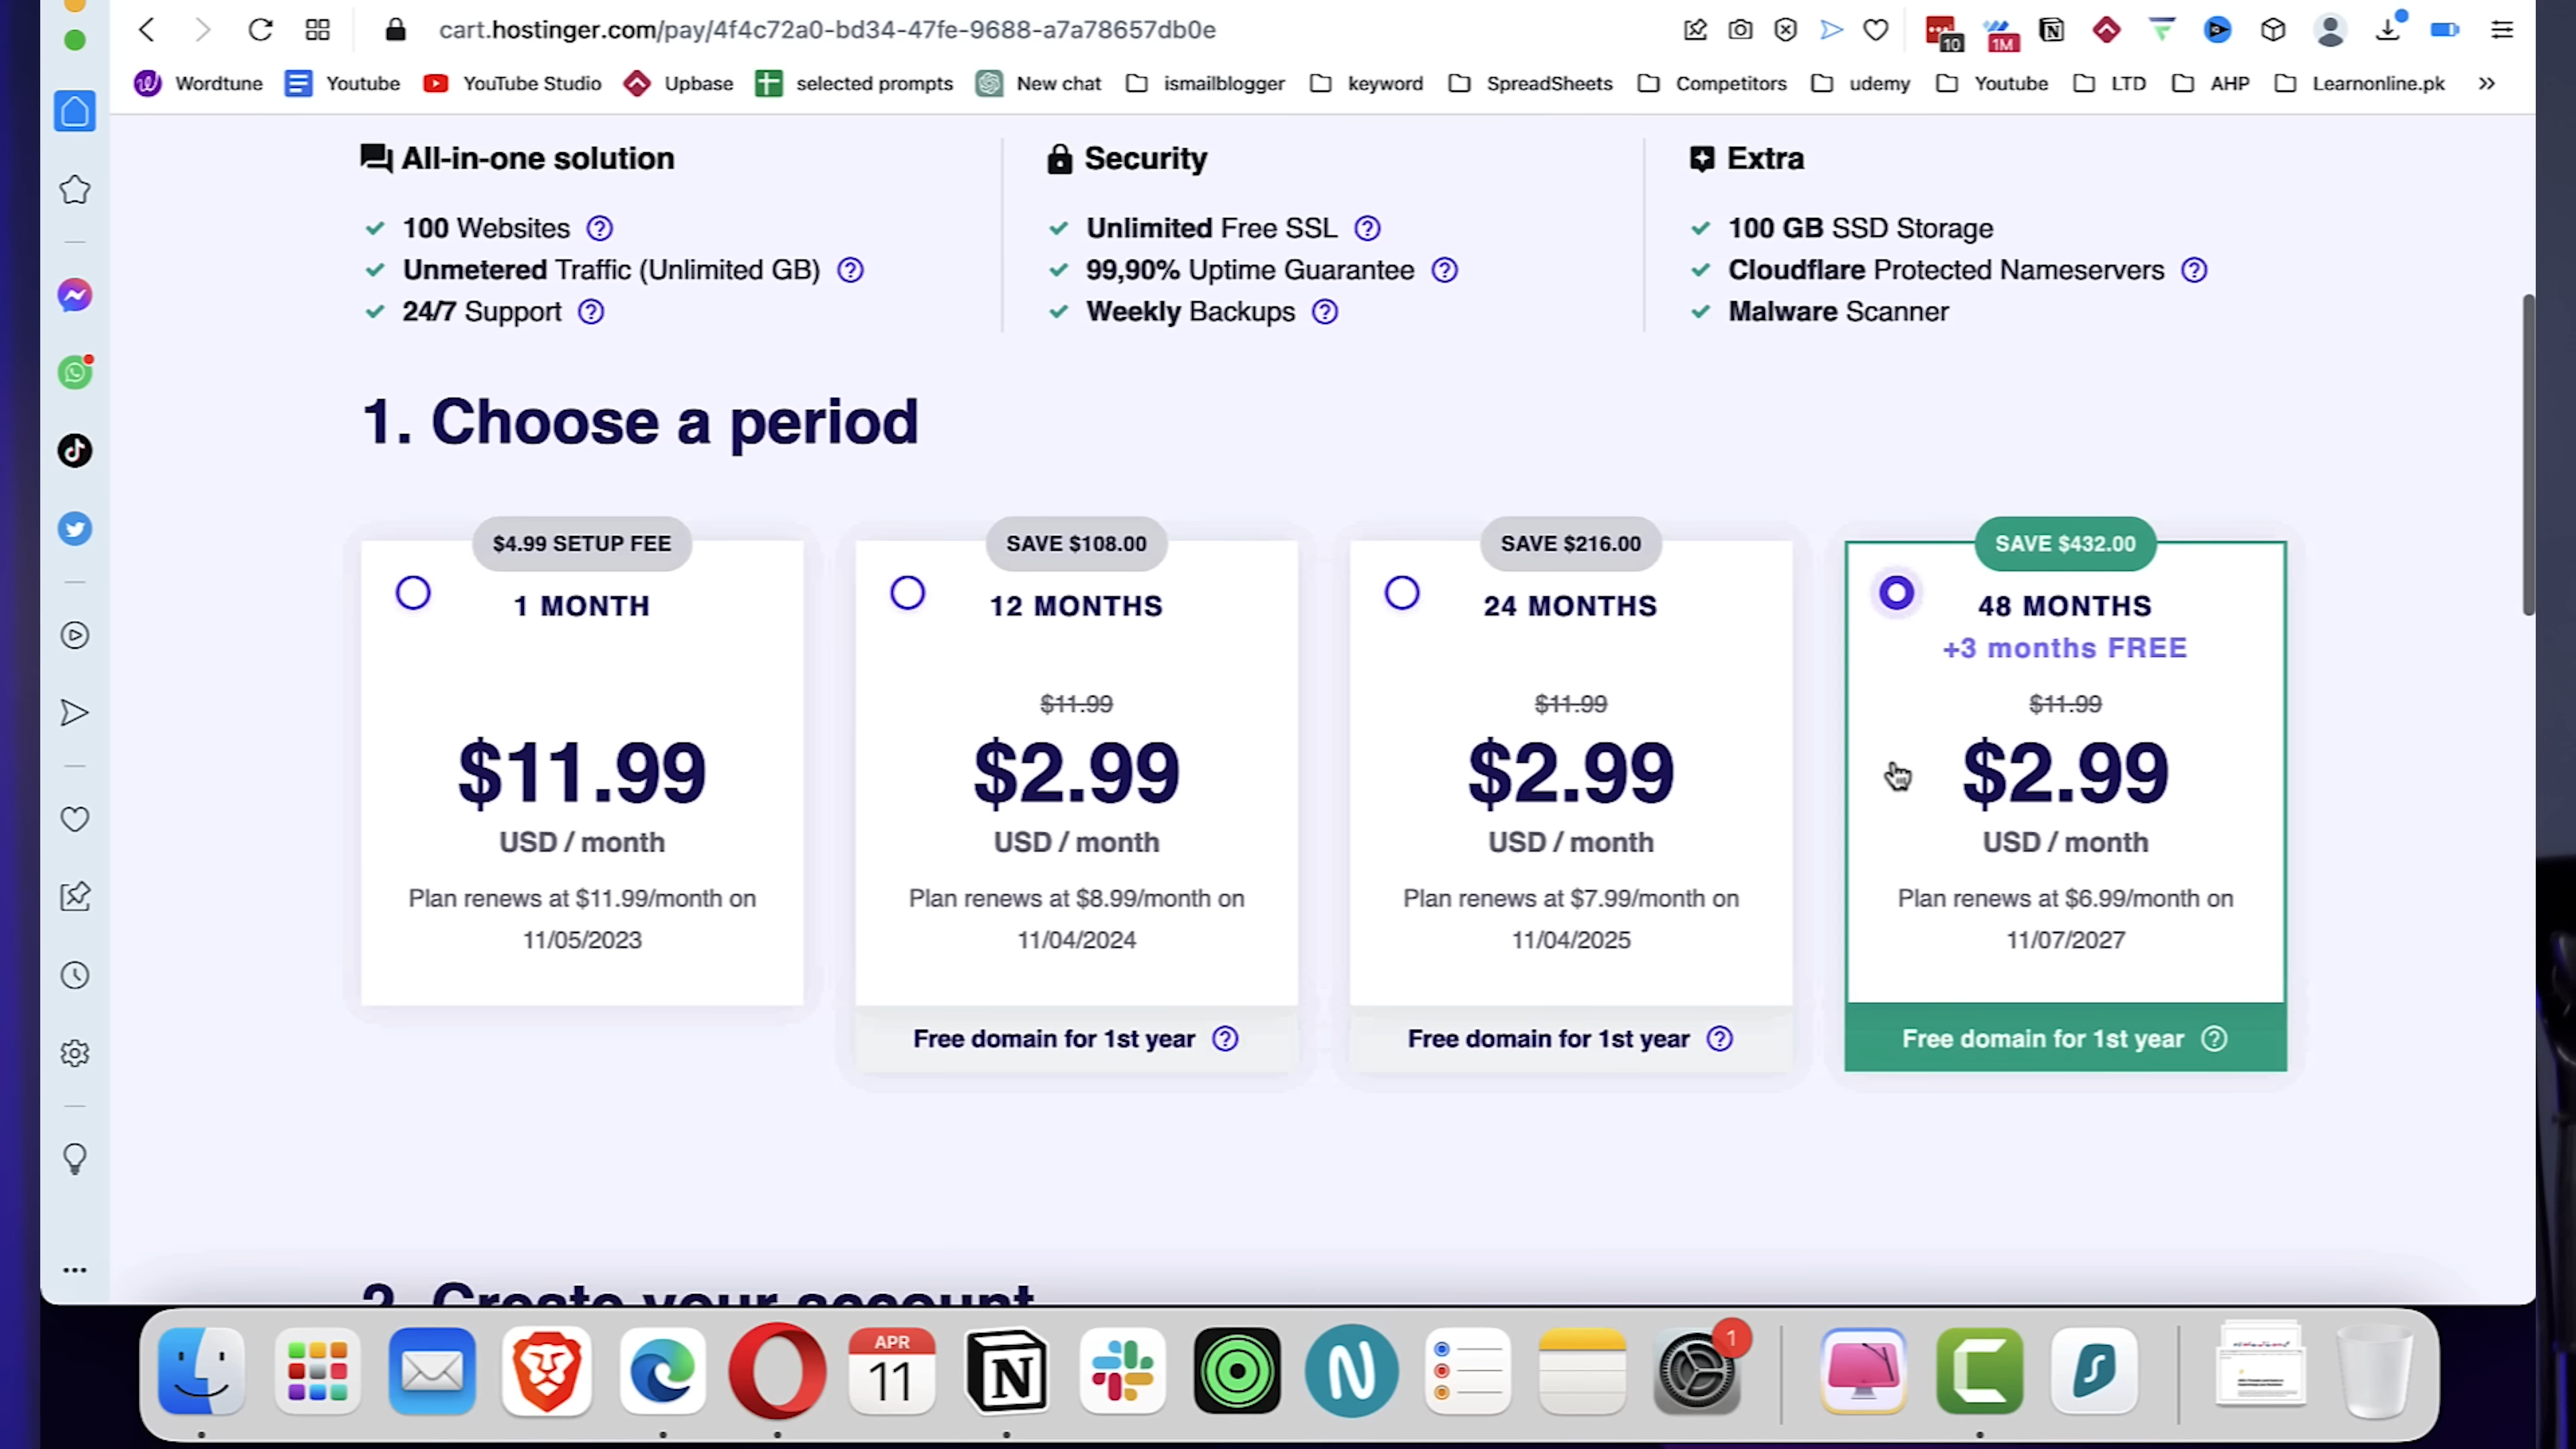 cart.hostinger.com/pay/4f4c72a0-bd34-47fe-9688-a7a78657db0e
10
1M
Wordtune
Youtube
YouTube Studio
Upbase
selected prompts
New chat
ismailblogger
keyword
SpreadSheets
Competitors
udemy
Youtube
LTD
AHP
Learnonline.pk
All-in-one solution
100 Websites
Unmetered Traffic (Unlimited GB)
24/7 Support
Security
Unlimited Free SSL
99,90% Uptime Guarantee
Weekly Backups
Extra
100 GB SSD Storage
Cloudflare Protected Nameservers
Malware Scanner
1. Choose a period
$4.99 SETUP FEE
1 MONTH
$11.99
USD / month
Plan renews at $11.99/month on
11/05/2023
SAVE $108.00
12 MONTHS
$11.99
$2.99
USD / month
Plan renews at $8.99/month on
11/04/2024
Free domain for 1st year
SAVE $216.00
24 MONTHS
$11.99
$2.99
USD / month
Plan renews at $7.99/month on
11/04/2025
Free domain for 1st year
SAVE $432.00
48 MONTHS
+3 months FREE
$11.99
$2.99
USD / month
Plan renews at $6.99/month on
11/07/2027
Free domain for 1st year
2. Create your account
APR
11
1